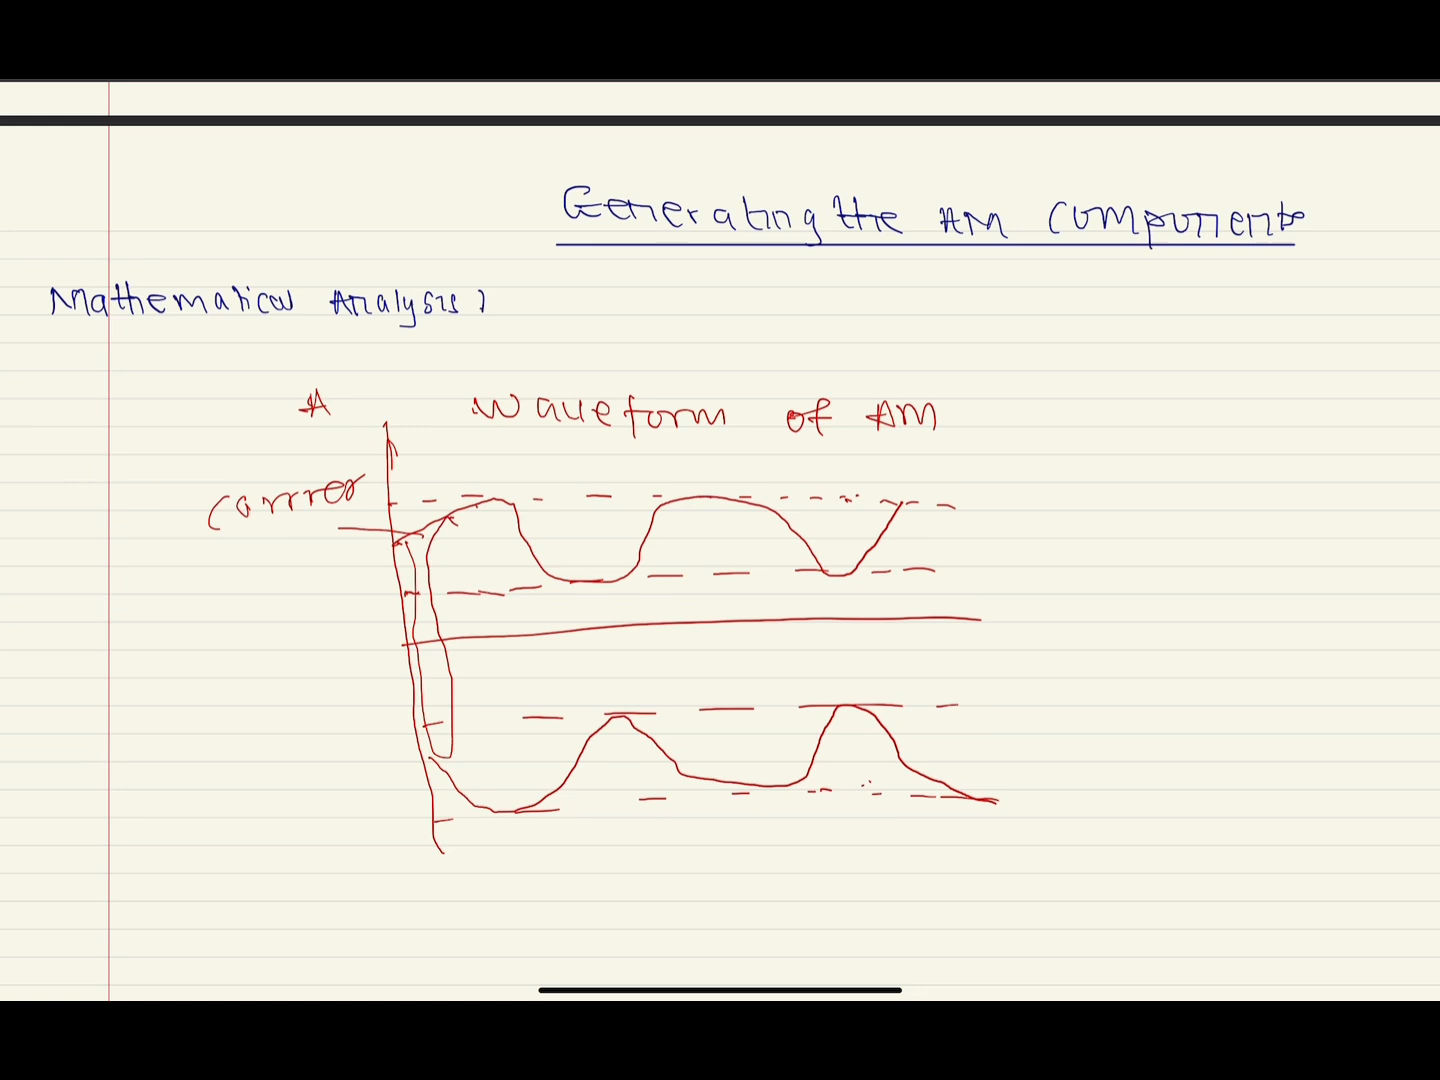 Generating the AM Components
Mathematical Analysis:
A
Waveform of AM
Carrier